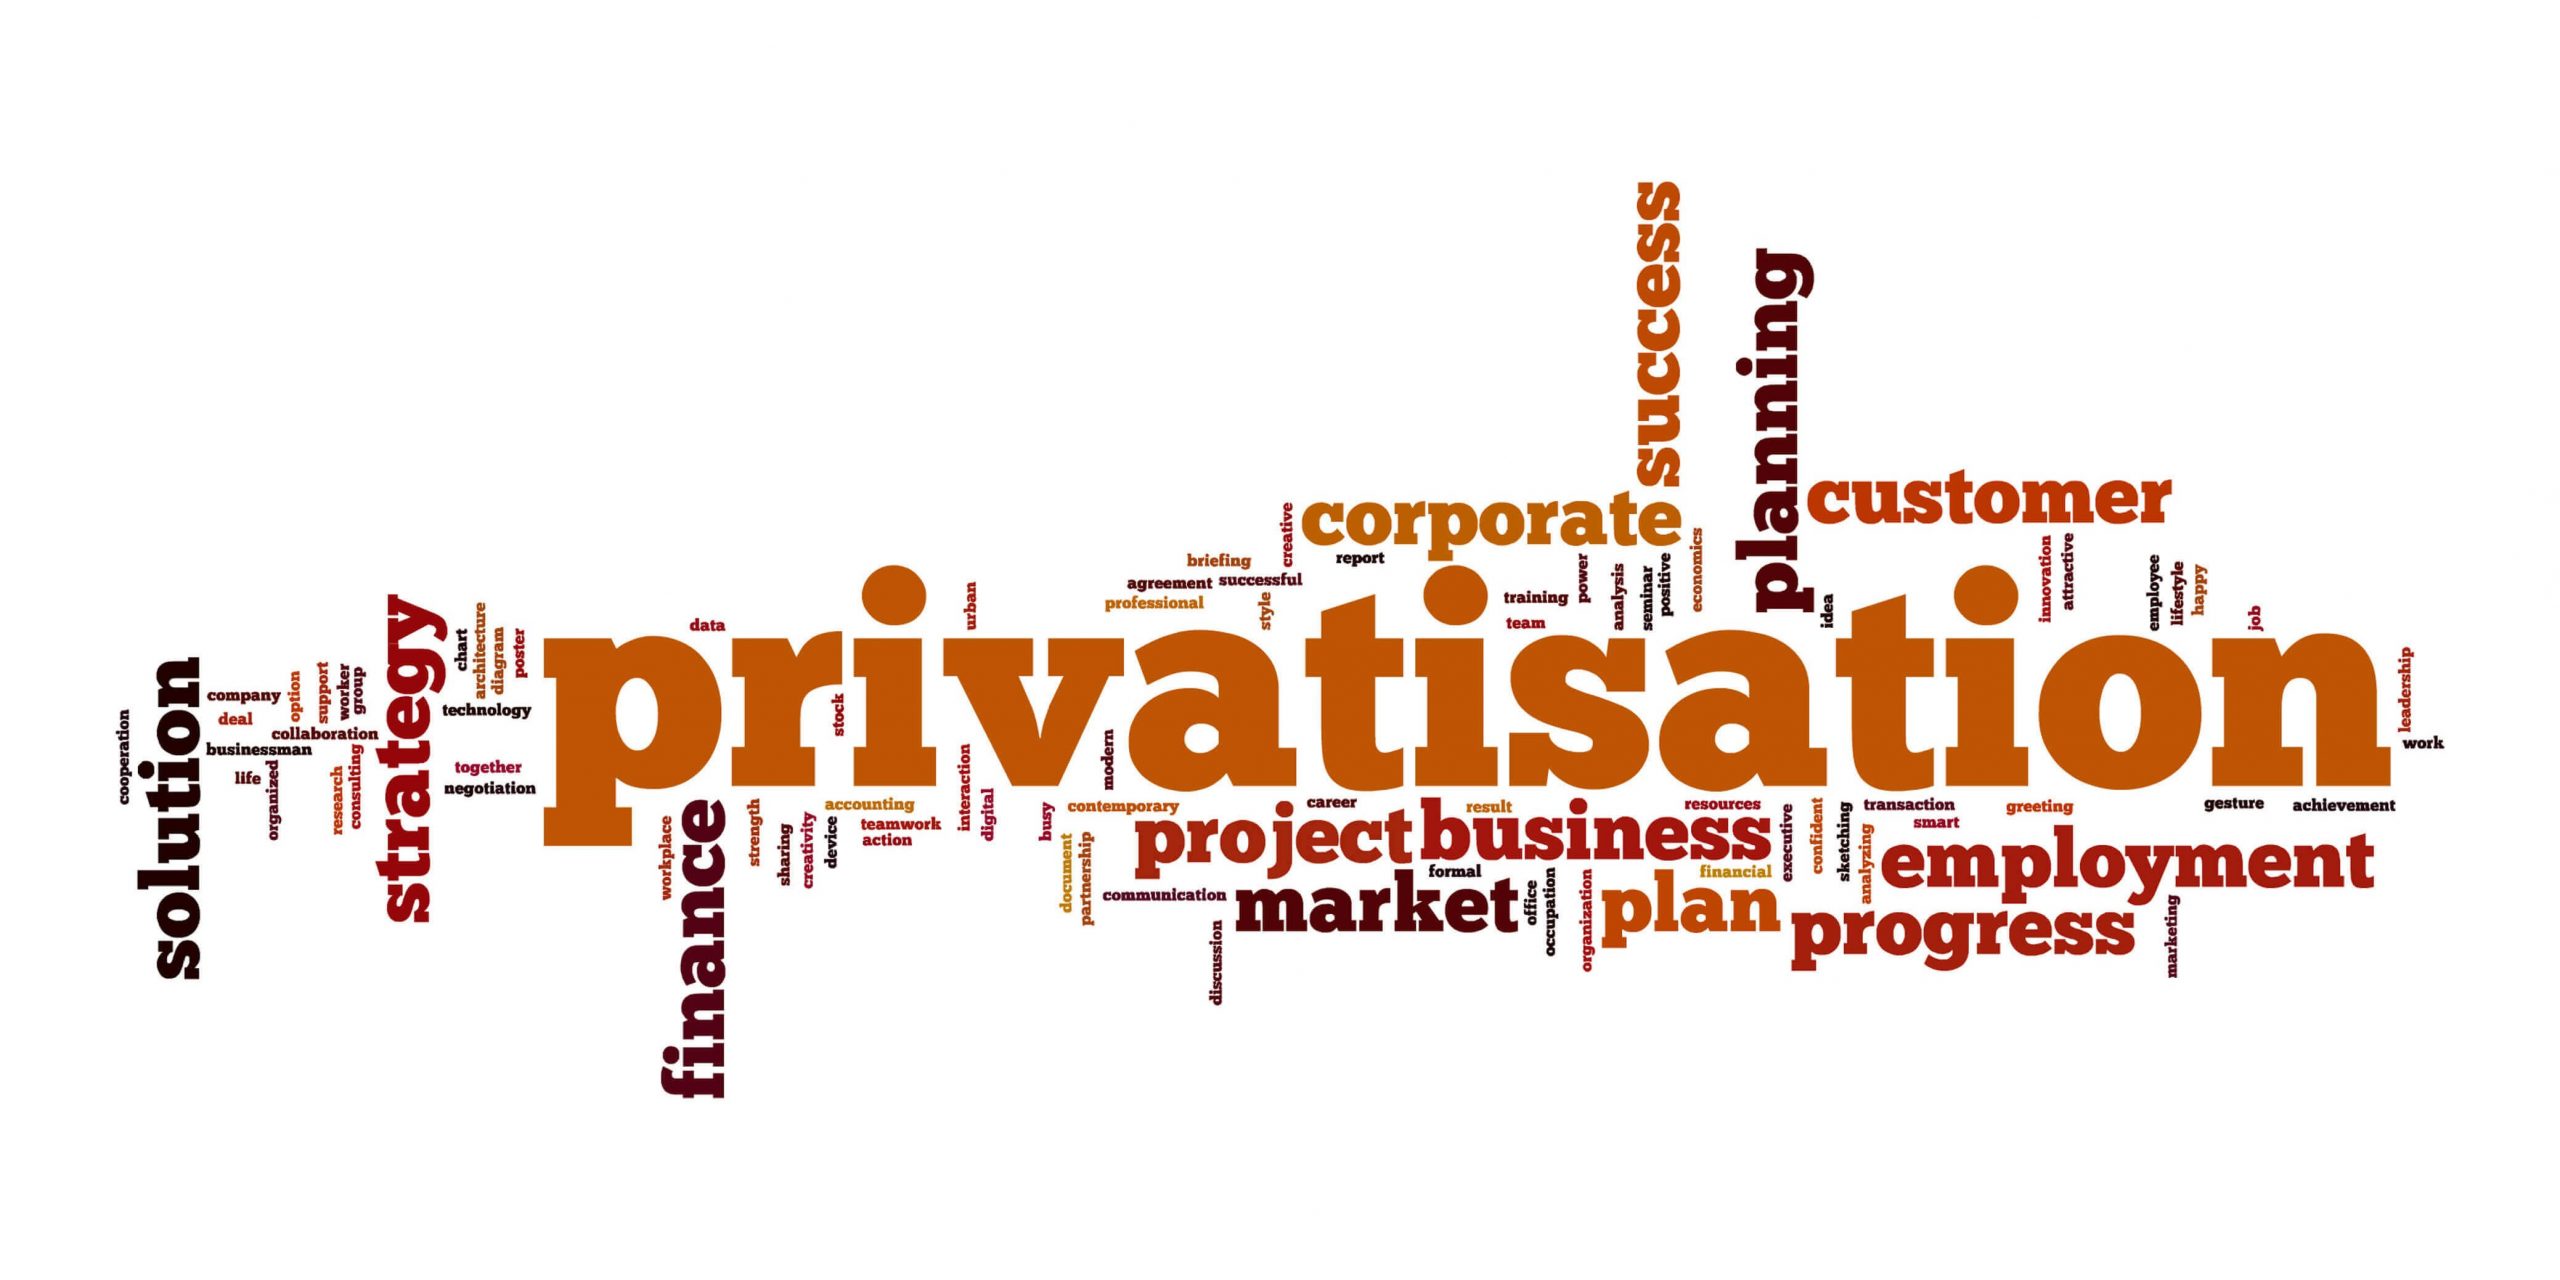 success
planning
customer
corporate
creative
briefing
report
agreement
successful
professional
style
power
training
team
analysis
seminar
positive
economics
idea
innovation
attractive
employee
lifestyle
happy
job
urban
data
strategy
chart
architecture
diagram
poster
technology
together
negotiation
solution
cooperation
company
deal
option
support
worker
group
collaboration
businessman
life
organized
research
consulting
privatisation
stock
modern
leadership
work
finance
workplace
strength
sharing
creativity
device
accounting
teamwork
action
interaction
digital
busy
contemporary
document
partnership
communication
discussion
career
project
business
result
resources
formal
financial
market
office
occupation
organization
plan
executive
confident
sketching
analyzing
transaction
smart
greeting
gesture
achievement
employment
progress
marketing